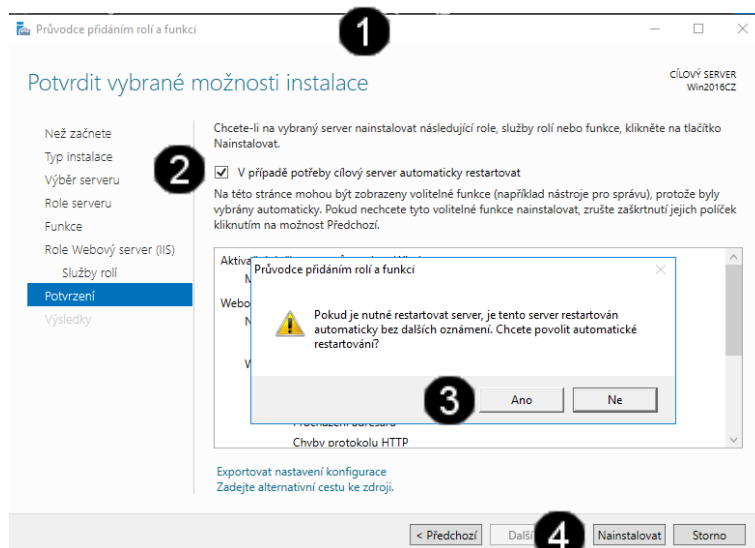 Průvodce přidáním rolí a funkcí
1
Potvrdit vybrané možnosti instalace
CÍLOVÝ SERVER
Win2016CZ
Než začnete
Typ instalace
Výběr serveru
Role serveru
Funkce
Role Webový server (IIS)
Služby rolí
Potvrzení
Výsledky
Chcete-li na vybraný server nainstalovat následující role, služby rolí nebo funkce, klikněte na tlačítko
Nainstalovat.
2
V případě potřeby cílový server automaticky restartovat
Na této stránce mohou být zobrazeny volitelné funkce (například nástroje pro správu), protože byly
vybrány automaticky. Pokud nechcete tyto volitelné funkce nainstalovat, zrušte zaškrtnutí jejich políček
kliknutím na možnost Předchozí.
Průvodce přidáním rolí a funkcí
Pokud je nutné restartovat server, je tento server restartován
automaticky bez dalších oznámení. Chcete povolit automatické
restartování?
3
Ano
Ne
Procházení adresářů
Chyby protokolu HTTP
Exportovat nastavení konfigurace
Zadejte alternativní cestu ke zdroji.
< Předchozí
Další
4
Nainstalovat
Storno